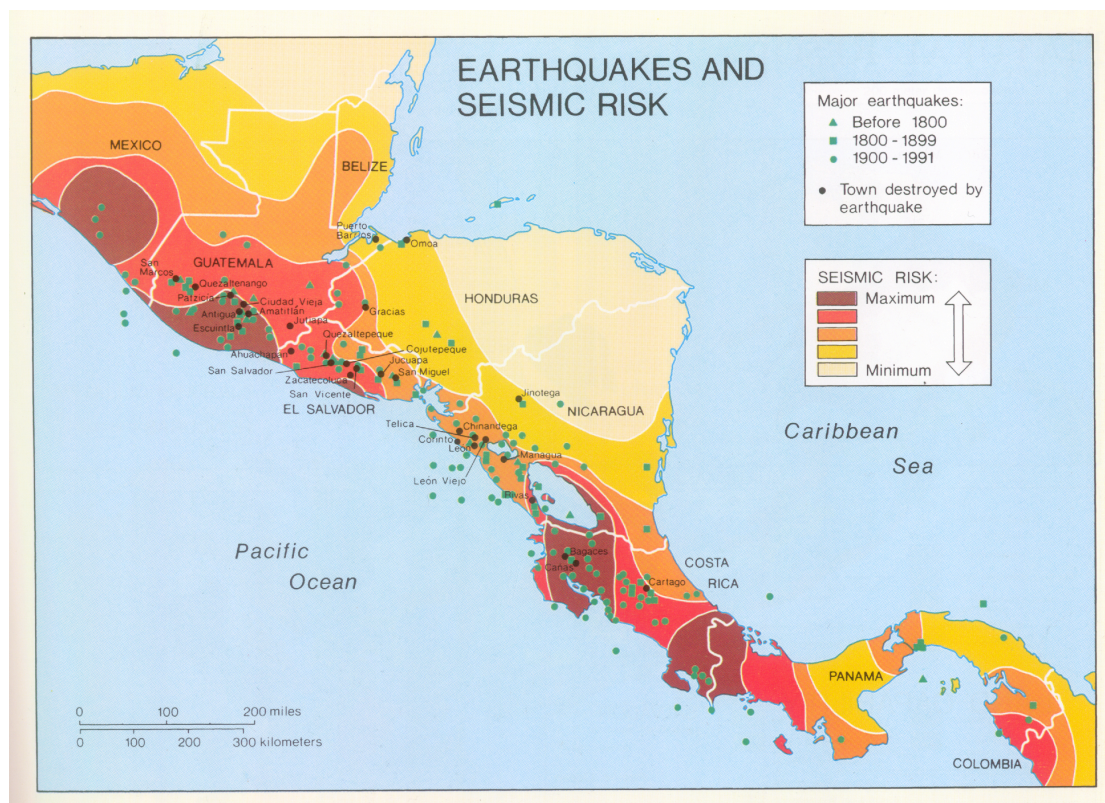 EARTHQUAKES AND
SEISMIC RISK
Major earthquakes:
Before 1800
1800 - 1899
1900 - 1991
Town destroyed by
earthquake
SEISMIC RISK:
Maximum
Minimum
MEXICO
BELIZE
Puerto
Barrios
Omoa
GUATEMALA
San
Marcos
Quezaltenango
HONDURAS
Patzicia
Ciudad Vieja
Antigua
Amatitlán
Gracias
Escuintla
Jutiapa
Quezaltepeque
Ahuachapán
Cojutepeque
Jucuapa
San Salvador
San Miguel
Zacatecoluca
San Vicente
EL SALVADOR
Jinotega
NICARAGUA
Telica
Chinandega
Corinto
León
Managua
León Viejo
Rivas
Caribbean
Sea
Pacific
Ocean
Bagaces
Cañas
COSTA
RICA
Cartago
PANAMA
COLOMBIA
0 100 200 miles
0 100 200 300 kilometers